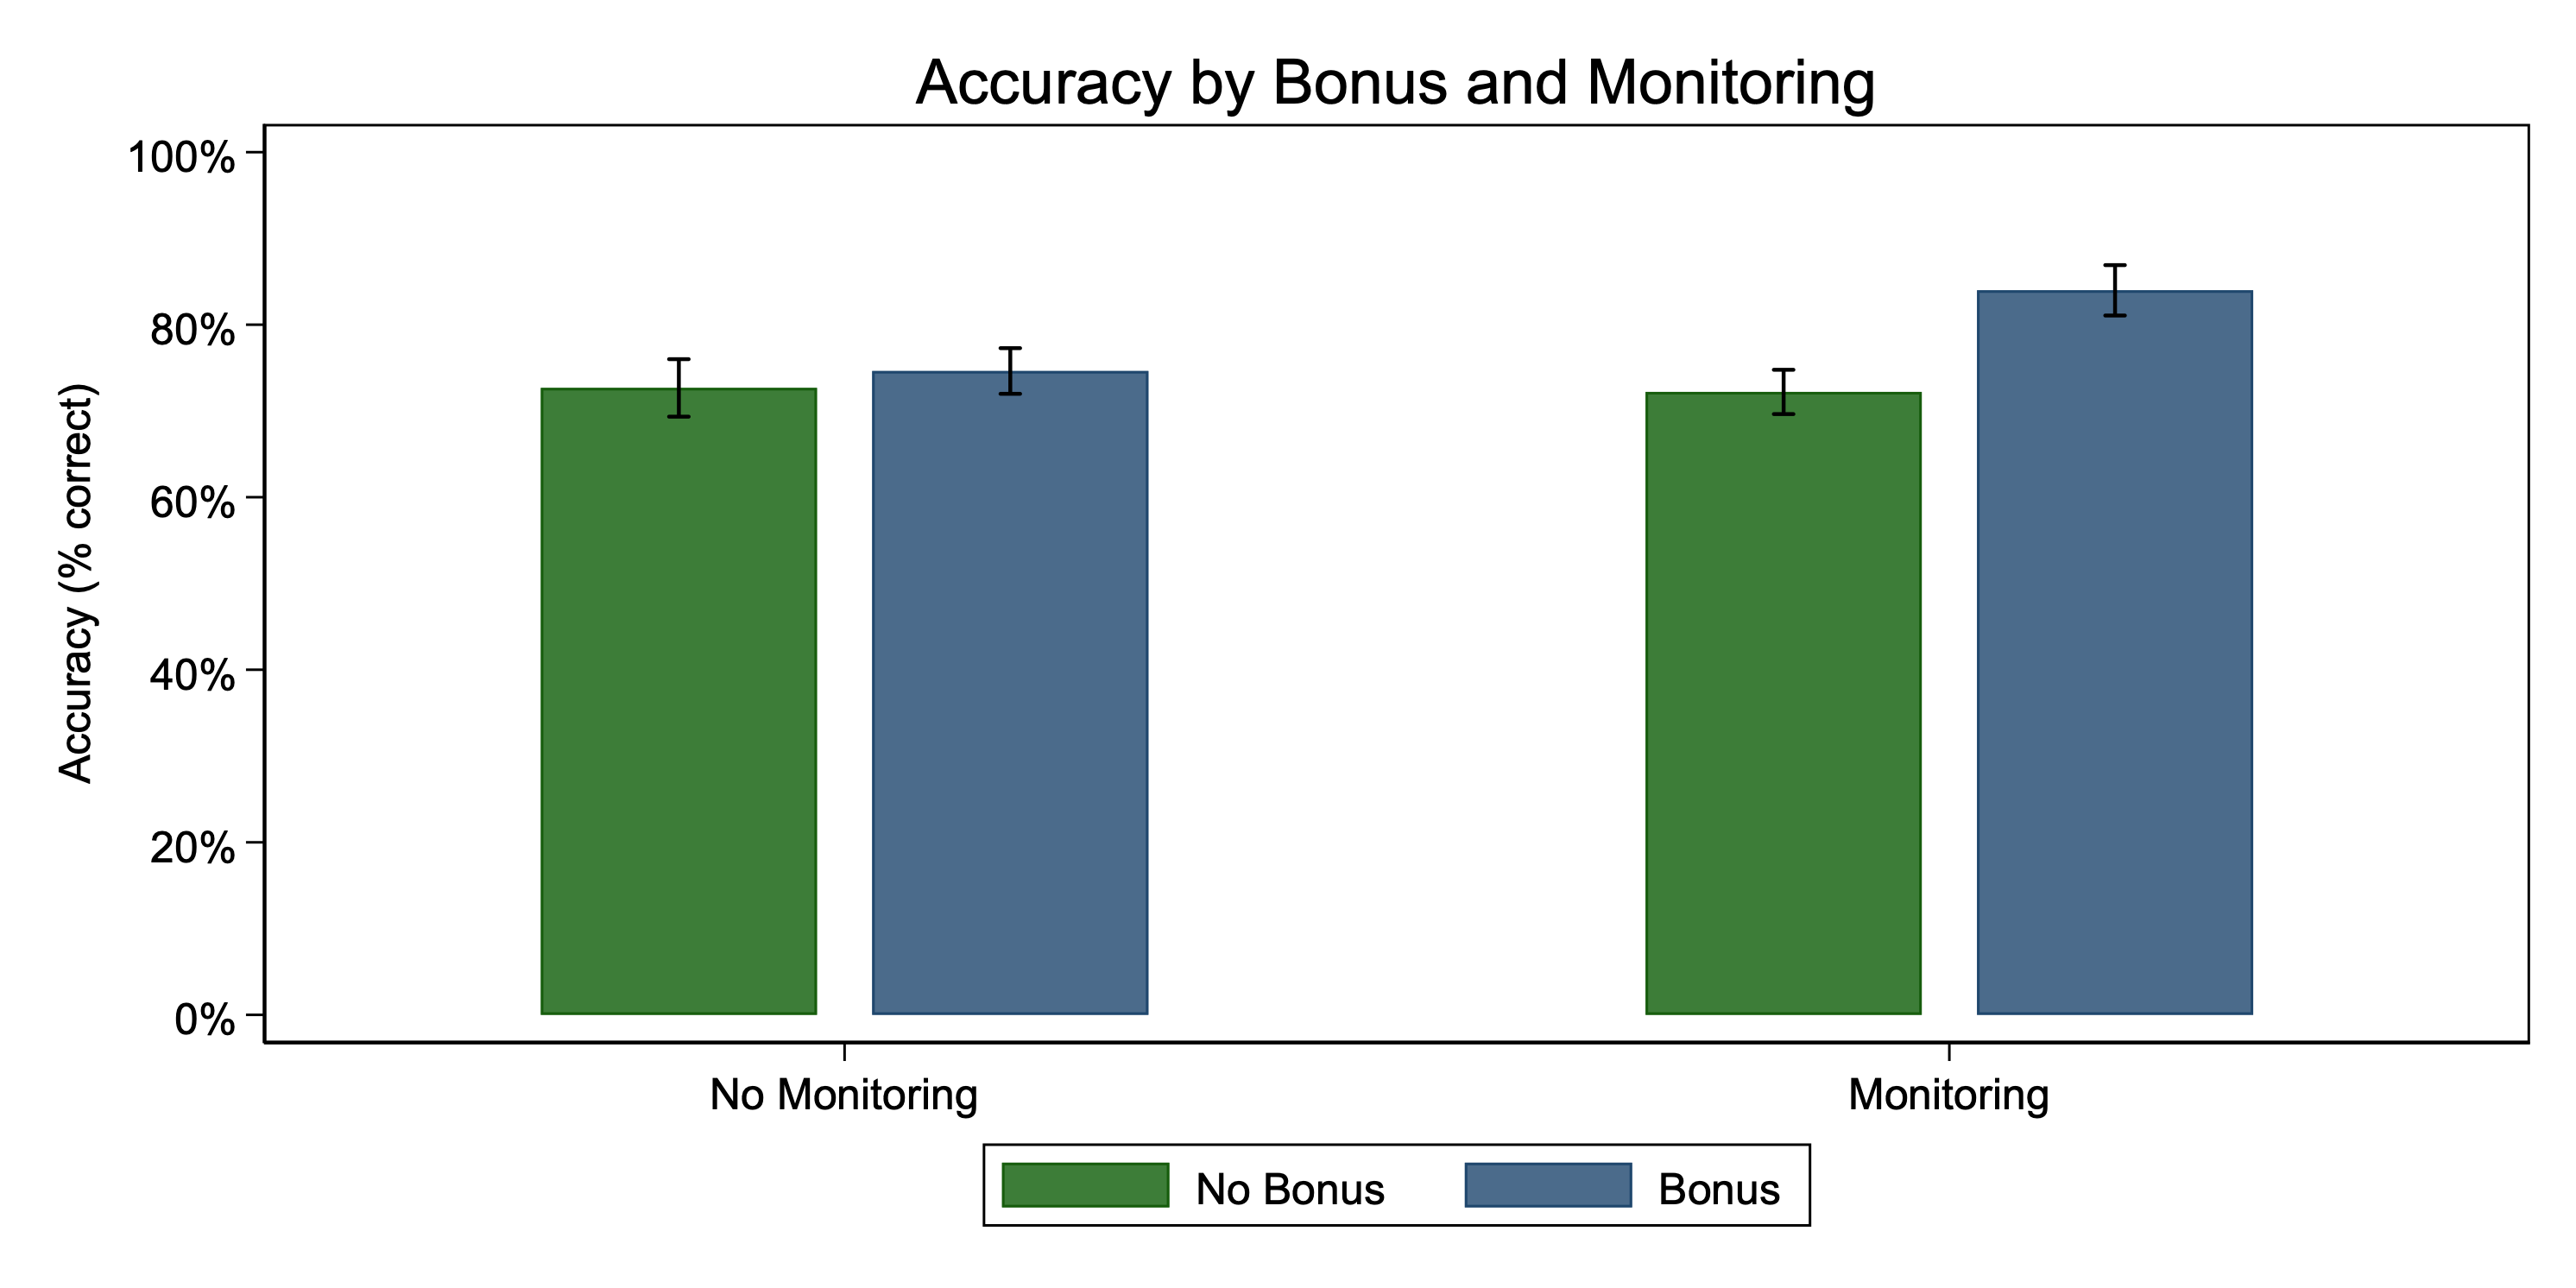 Accuracy by Bonus and Monitoring
Accuracy (% correct)
100%
80%
60%
40%
20%
0%
No Monitoring
Monitoring
No Bonus
Bonus